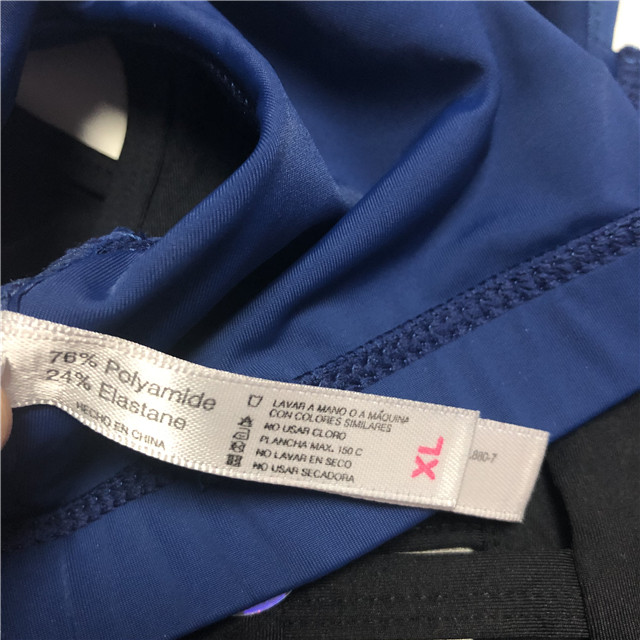 76% Polyamide
24% Elastane
HECHO EN CHINA
LAVAR A MANO O A MÁQUINA
CON COLORES SIMILARES
NO USAR CLORO
PLANCHA MAX. 150 C
NO LAVAR EN SECO
NO USAR SECADORA
XL